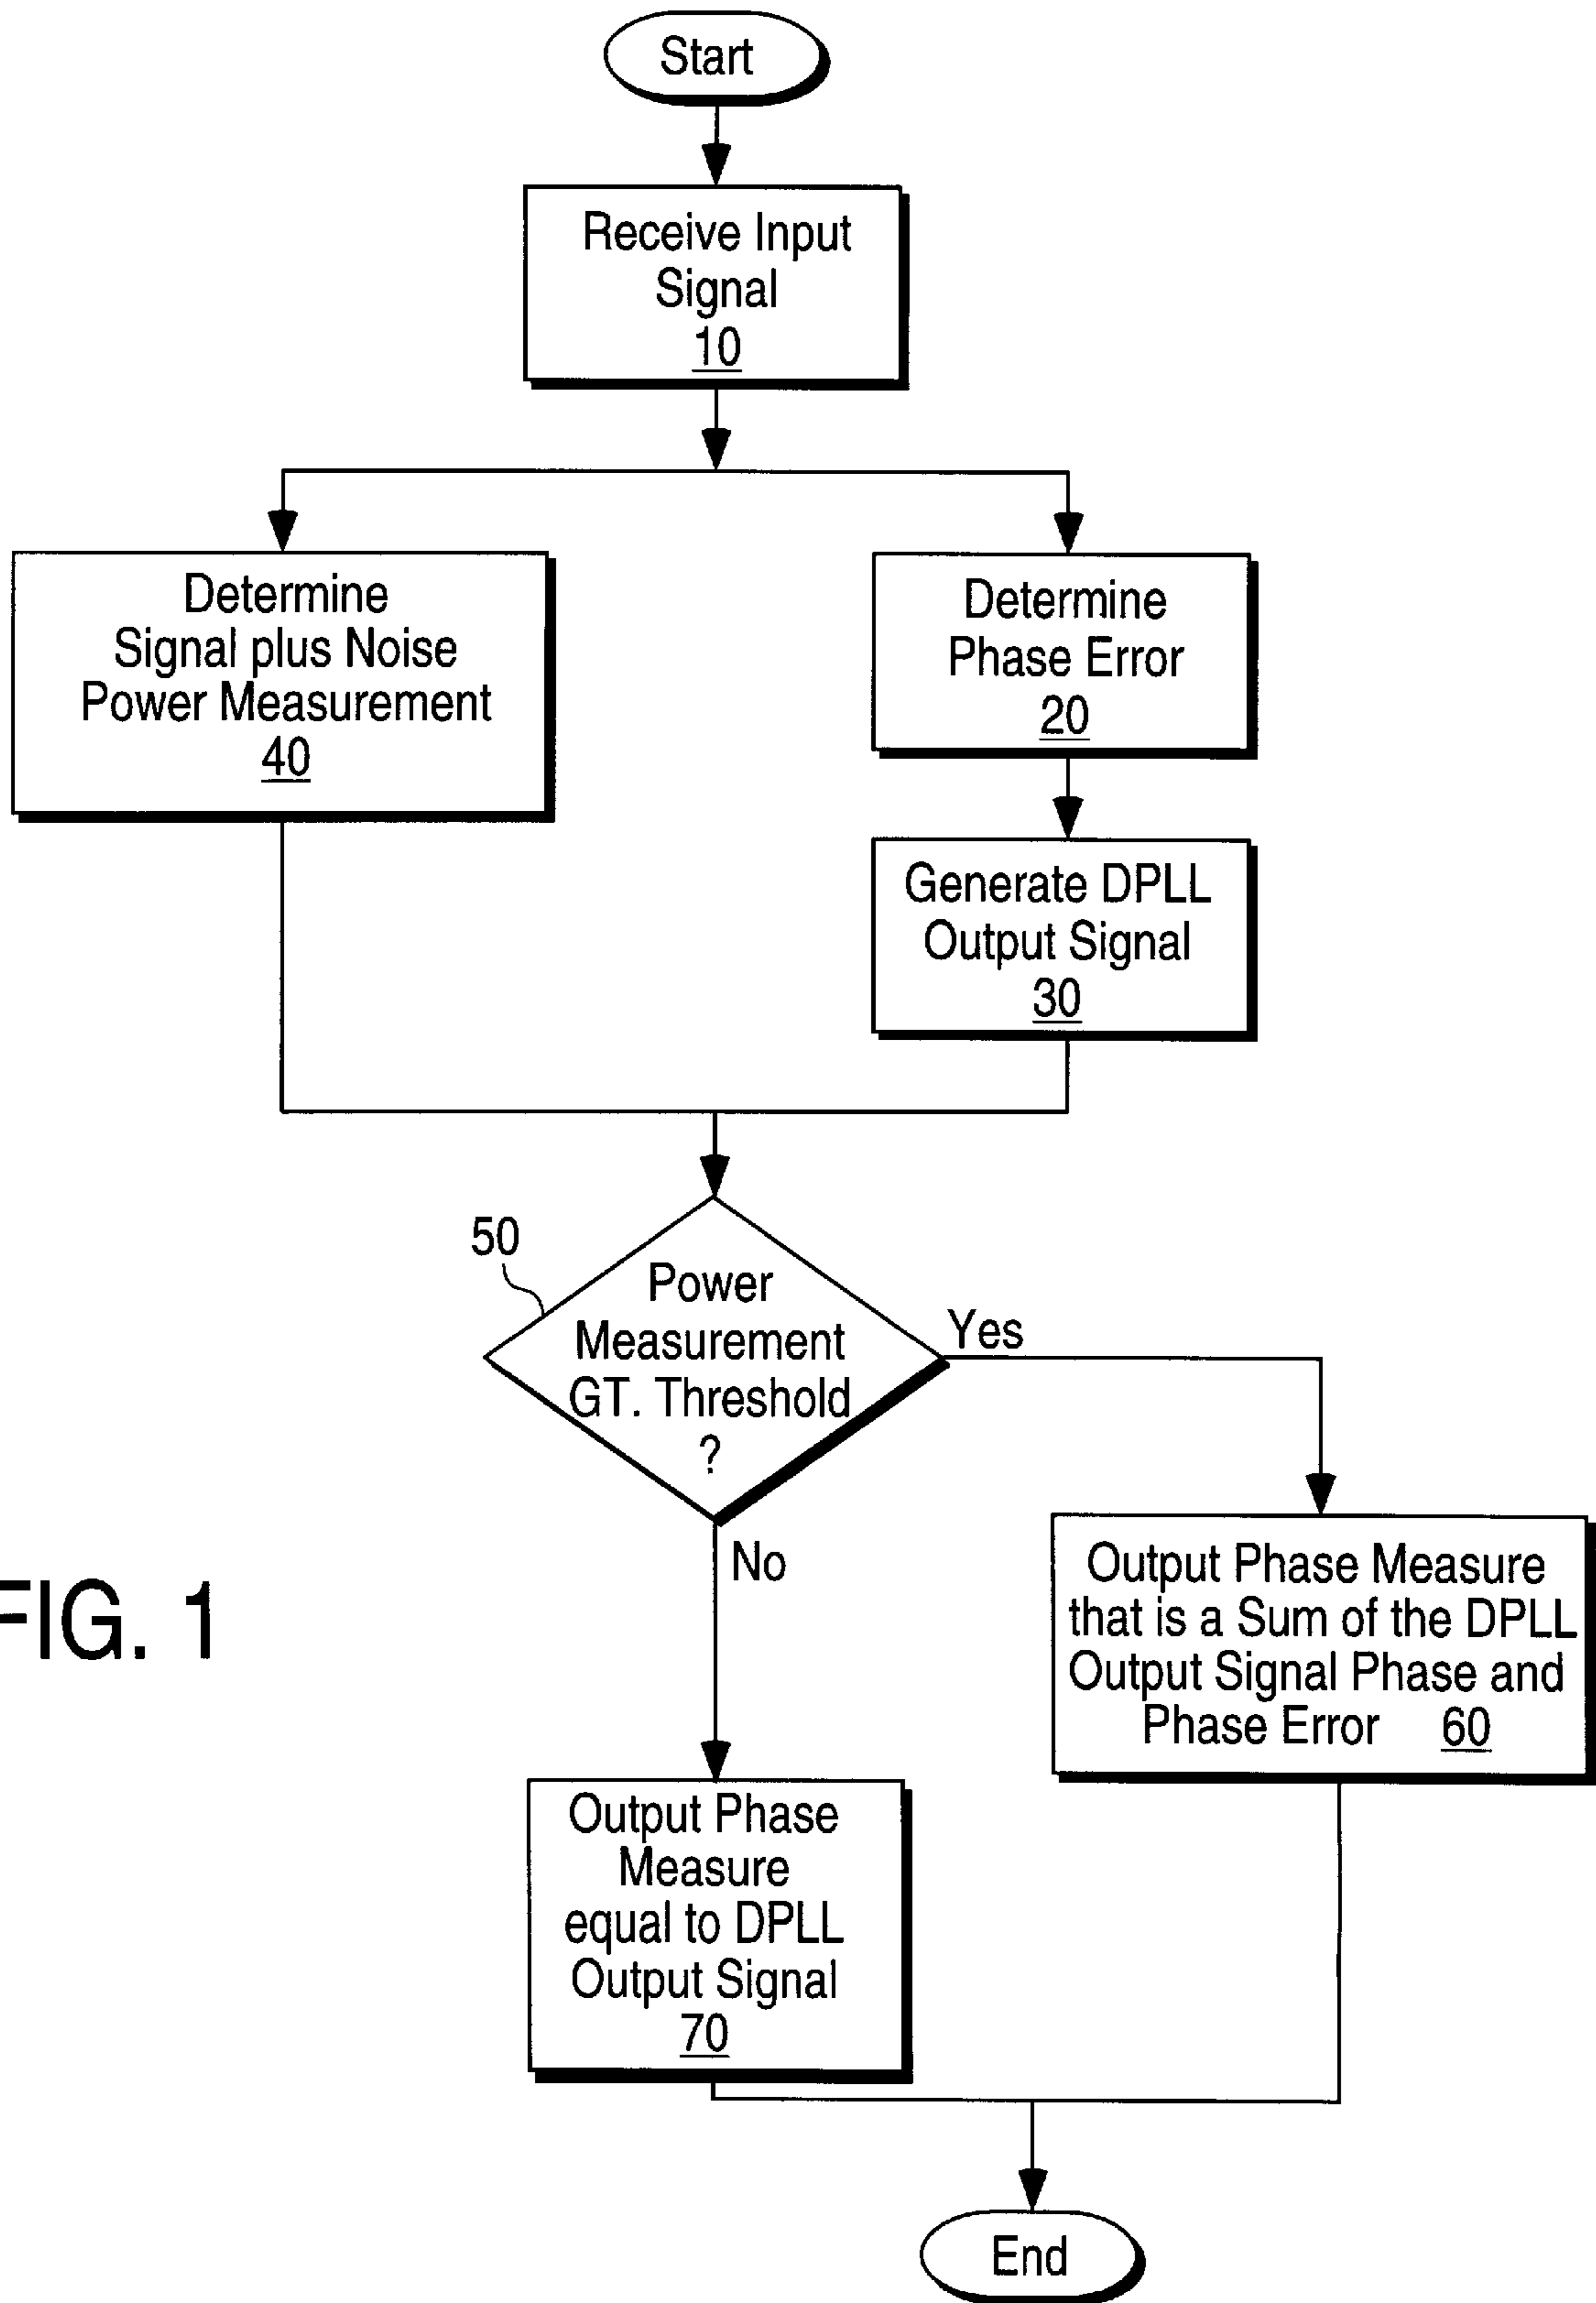 Start
Receive Input
Signal
10
Determine
Signal plus Noise
Power Measurement
40
Determine
Phase Error
20
Generate DPLL
Output Signal
30
50
Power
Measurement
GT. Threshold
?
Yes
No
Output Phase Measure
that is a Sum of the DPLL
Output Signal Phase and
Phase Error 60
FIG. 1
Output Phase
Measure
equal to DPLL
Output Signal
70
End